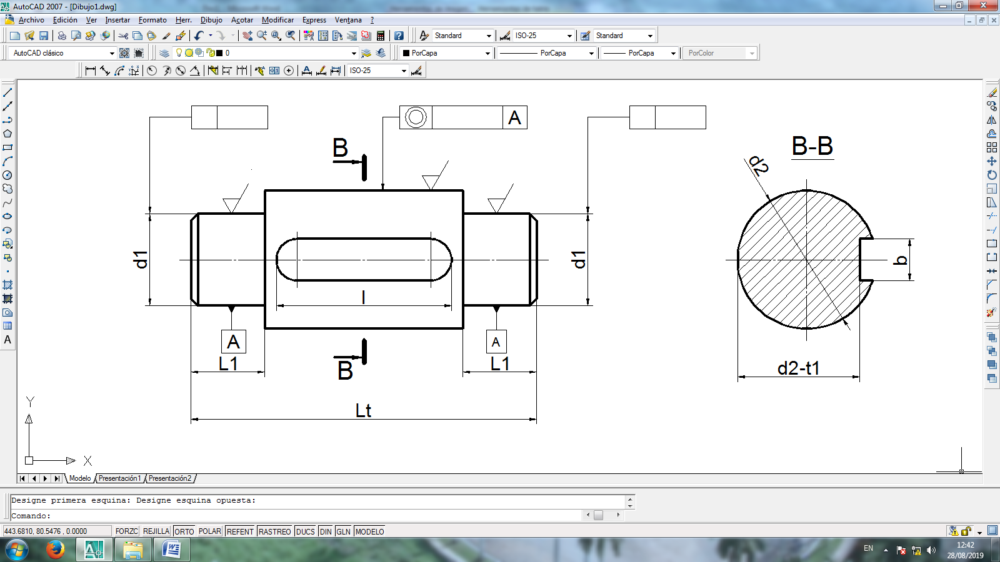 AutoCAD 2007 - [Dibujo1.dwg]
Archivo Edición Ver Insertar Formato Herr. Dibujo Acotar Modificar Express Ventana ?
Standard ISO-25 Standard
AutoCAD clásico 0 PorCapa PorCapa PorCapa PorColor
ISO-25
A
B
B-B
d2
d1
d1
b
l
A
A
L1
B
L1
d2-t1
Lt
Y
X
A
Modelo Presentación1 Presentación2
Designe primera esquina: Designe esquina opuesta:
Comando:
443.6810, 80.5476 , 0.0000 FORZC REJILLA ORTO POLAR REFENT RASTREO DUCS DIN GLN MODELO
EN
12:42
28/08/2019